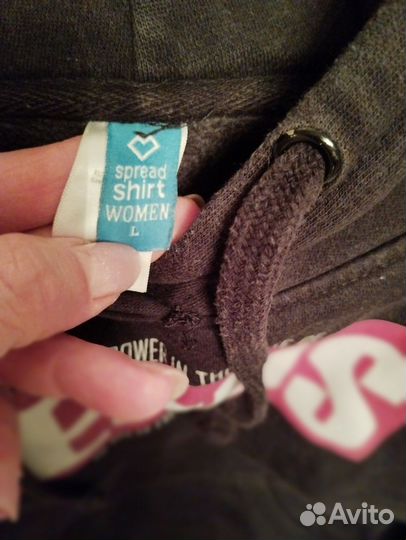 spread
shirt
WOMEN
L
POWER IN THE
S
Avito